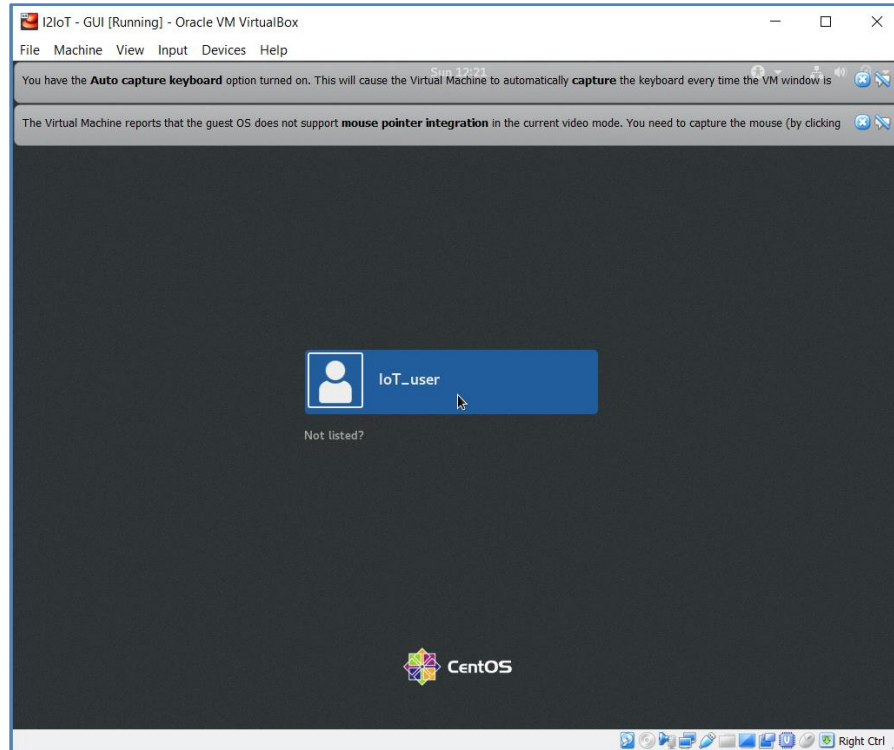 I2IoT - GUI [Running] - Oracle VM VirtualBox
File Machine View Input Devices Help
Sun 12:21
You have the Auto capture keyboard option turned on. This will cause the Virtual Machine to automatically capture the keyboard every time the VM window is
The Virtual Machine reports that the guest OS does not support mouse pointer integration in the current video mode. You need to capture the mouse (by clicking
IoT_user
Not listed?
CentOS
Right Ctrl